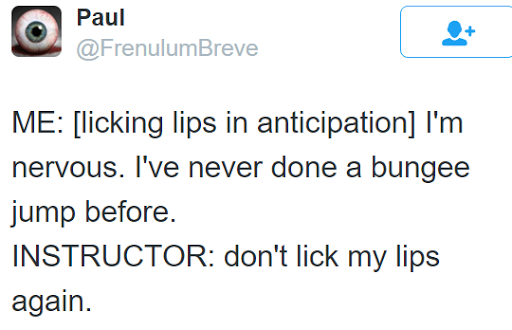 Paul
@FrenulumBreve
ME: [licking lips in anticipation] I'm
nervous. I've never done a bungee
jump before.
INSTRUCTOR: don't lick my lips
again.